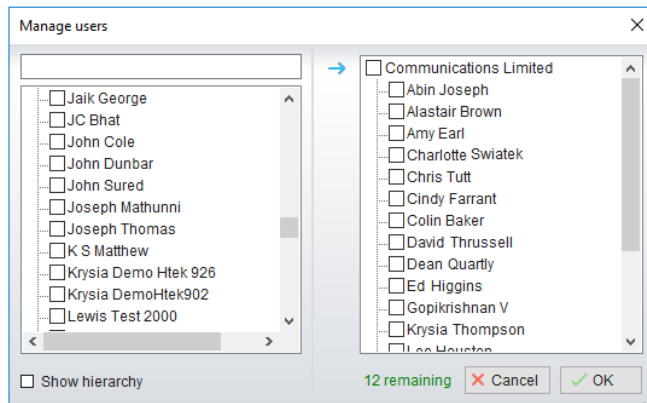 Manage users
Jaik George
JC Bhat
John Cole
John Dunbar
John Sured
Joseph Mathunni
Joseph Thomas
K S Matthew
Krysia Demo Htek 926
Krysia DemoHtek902
Lewis Test 2000
Show hierarchy
Communications Limited
Abin Joseph
Alastair Brown
Amy Earl
Charlotte Swiatek
Chris Tutt
Cindy Farrant
Colin Baker
David Thrussell
Dean Quartly
Ed Higgins
Gopikrishnan V
Krysia Thompson
Lee Houston
12 remaining
Cancel
OK